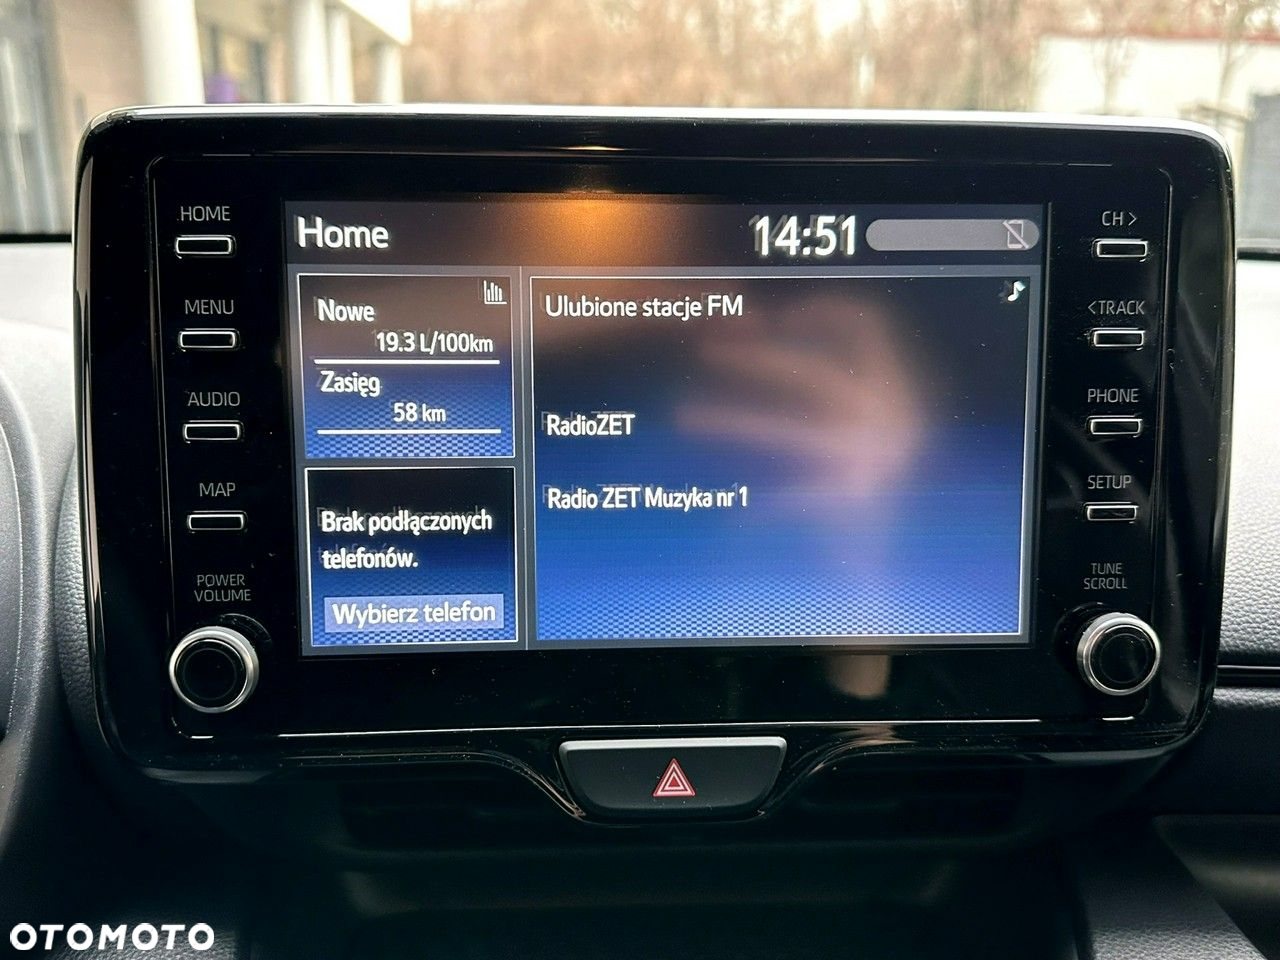 HOME
MENU
AUDIO
MAP
POWER
VOLUME
Home
14:51
Nowe
19.3 L/100km
Zasięg
58 km
Brak podłączonych
telefonów.
Wybierz telefon
Ulubione stacje FM
RadioZET
Radio ZET Muzyka nr 1
CH >
<TRACK
PHONE
SETUP
TUNE
SCROLL
OTOMOTO